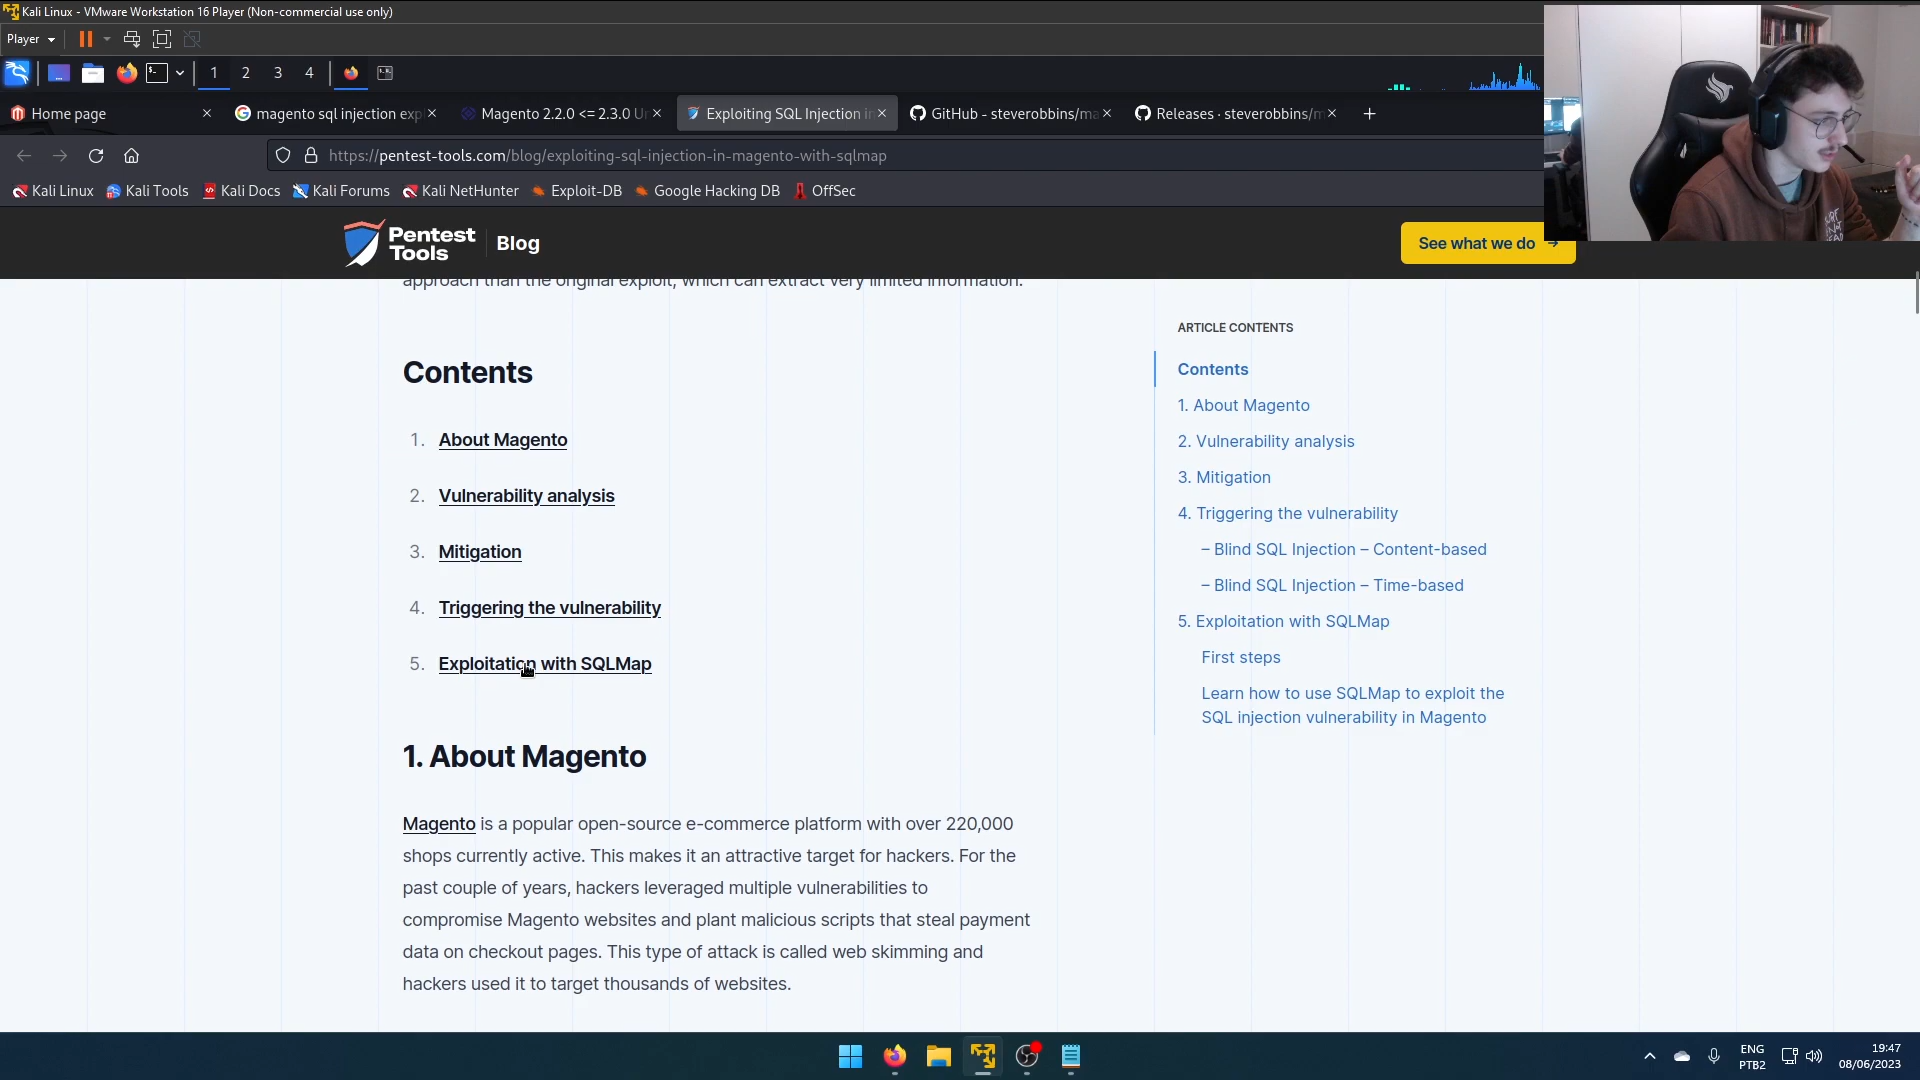 Kali Linux - VMware Workstation 16 Player (Non-commercial use only)
Player
1 2 3 4
Home page
magento sql injection exp
Magento 2.2.0 <= 2.3.0 U
Exploiting SQL Injection i
GitHub - steverobbins/ma
Releases · steverobbins/m
https://pentest-tools.com/blog/exploiting-sql-injection-in-magento-with-sqlmap
Kali Linux Kali Tools Kali Docs Kali Forums Kali NetHunter Exploit-DB Google Hacking DB OffSec
Pentest
Tools
Blog
See what we do →
approach than the original exploit, which can extract very limited information.
Contents
1. About Magento
2. Vulnerability analysis
3. Mitigation
4. Triggering the vulnerability
5. Exploitation with SQLMap
1. About Magento
Magento is a popular open-source e-commerce platform with over 220,000
shops currently active. This makes it an attractive target for hackers. For the
past couple of years, hackers leveraged multiple vulnerabilities to
compromise Magento websites and plant malicious scripts that steal payment
data on checkout pages. This type of attack is called web skimming and
hackers used it to target thousands of websites.
ARTICLE CONTENTS
Contents
1. About Magento
2. Vulnerability analysis
3. Mitigation
4. Triggering the vulnerability
– Blind SQL Injection – Content-based
– Blind SQL Injection – Time-based
5. Exploitation with SQLMap
First steps
Learn how to use SQLMap to exploit the
SQL injection vulnerability in Magento
ENG
PTB2
19:47
08/06/2023